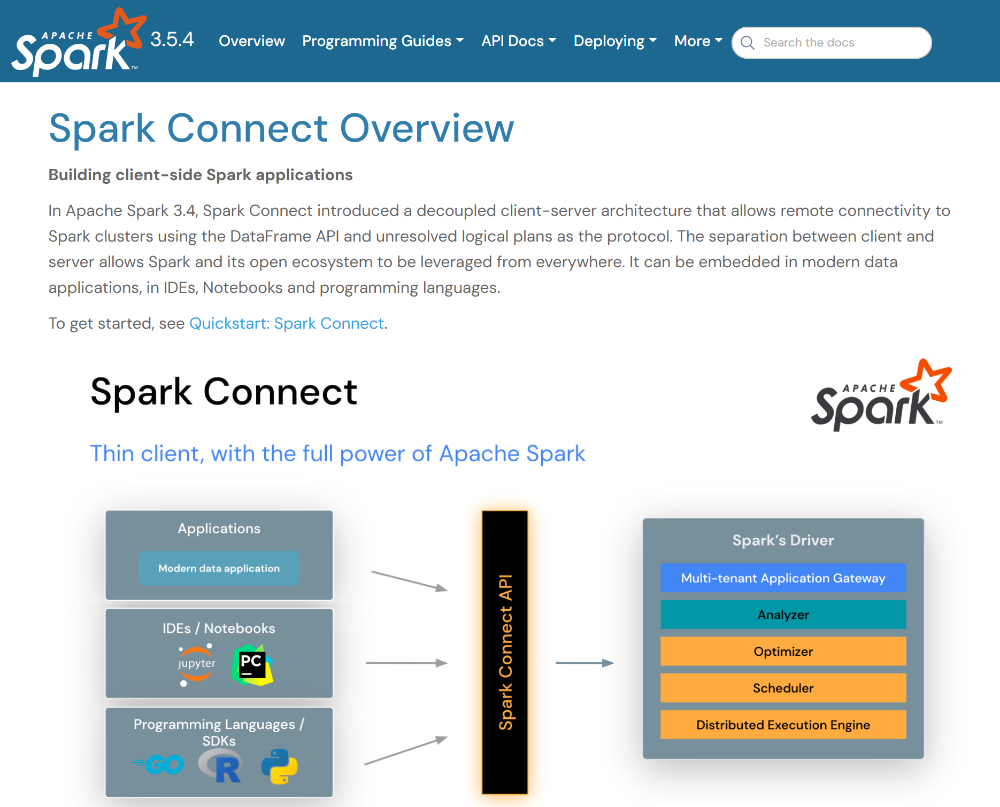 APACHE
Spark™
3.5.4 Overview Programming Guides API Docs Deploying More Search the docs
Spark Connect Overview
Building client-side Spark applications
In Apache Spark 3.4, Spark Connect introduced a decoupled client-server architecture that allows remote connectivity to
Spark clusters using the DataFrame API and unresolved logical plans as the protocol. The separation between client and
server allows Spark and its open ecosystem to be leveraged from everywhere. It can be embedded in modern data
applications, in IDEs, Notebooks and programming languages.
To get started, see Quickstart: Spark Connect.
Spark Connect
APACHE
Spark™
Thin client, with the full power of Apache Spark
Applications
Modern data application
IDEs / Notebooks
jupyter
PC
Programming Languages /
SDKs
GO
R
Spark Connect API
Spark’s Driver
Multi-tenant Application Gateway
Analyzer
Optimizer
Scheduler
Distributed Execution Engine